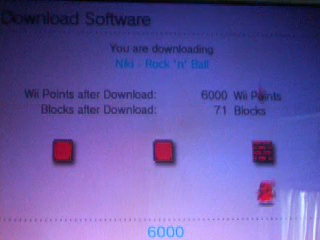 Download Software
You are downloading
Niki - Rock 'n' Ball
Wii Points after Download: 6000 Wii Points
Blocks after Download: 71 Blocks
6000